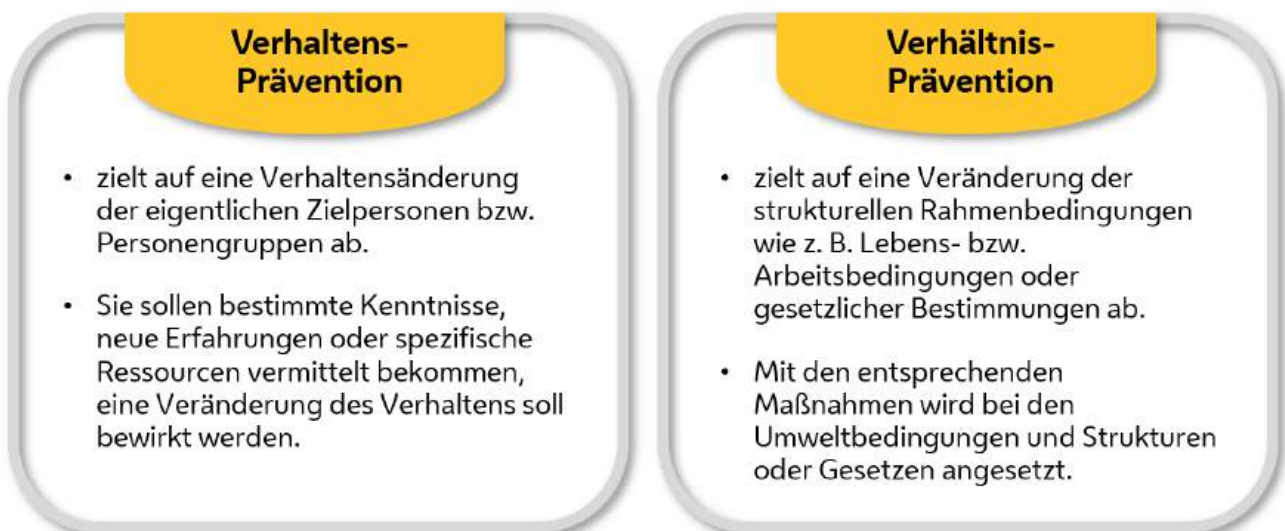 Verhaltens-
Prävention
• zielt auf eine Verhaltensänderung
der eigentlichen Zielpersonen bzw.
Personengruppen ab.
• Sie sollen bestimmte Kenntnisse,
neue Erfahrungen oder spezifische
Ressourcen vermittelt bekommen,
eine Veränderung des Verhaltens soll
bewirkt werden.
Verhältnis-
Prävention
• zielt auf eine Veränderung der
strukturellen Rahmenbedingungen
wie z. B. Lebens- bzw.
Arbeitsbedingungen oder
gesetzlicher Bestimmungen ab.
• Mit den entsprechenden
Maßnahmen wird bei den
Umweltbedingungen und Strukturen
oder Gesetzen angesetzt.